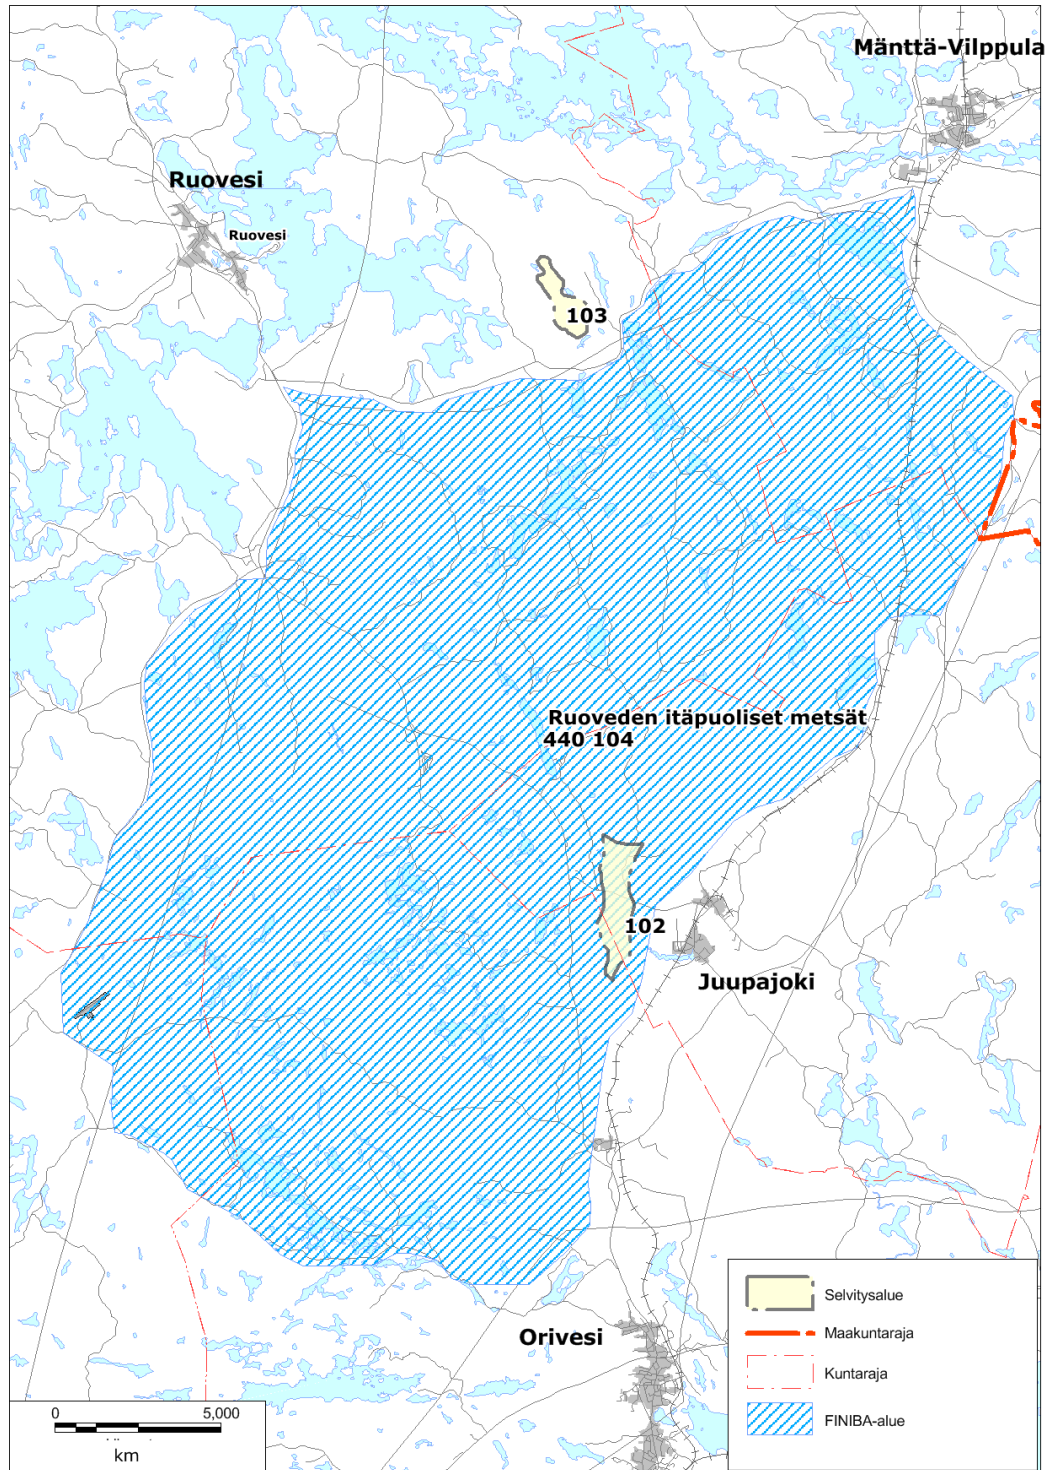 Mänttä-Vilppula
Ruovesi
Ruovesi
103
Ruoveden itäpuoliset metsät
440 104
102
Juupajoki
Orivesi
Selvitysalue
Maakuntaraja
Kuntaraja
FINIBA-alue
0 5,000
km